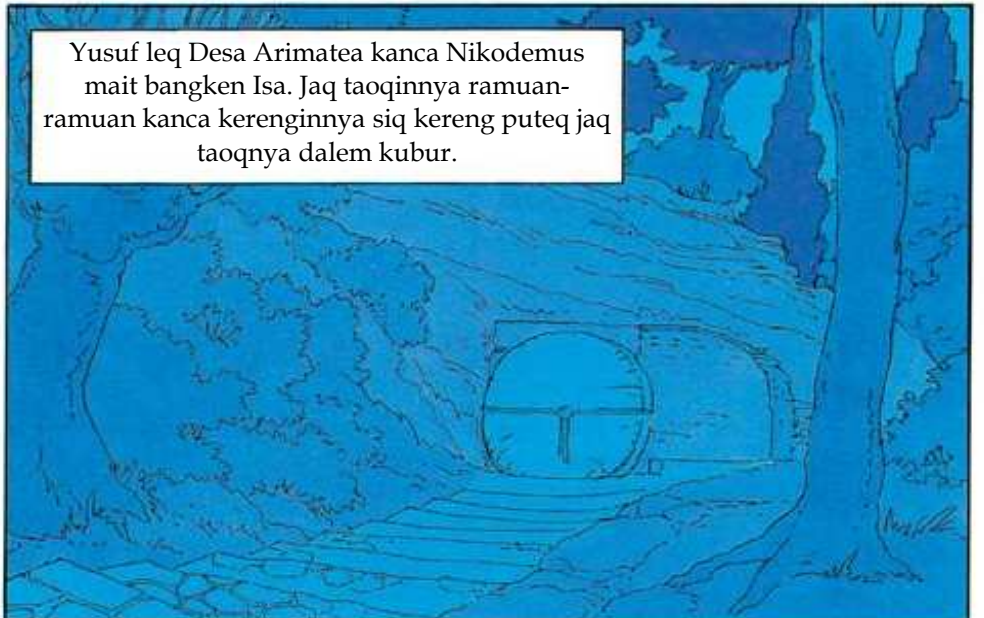 Yusuf leq Desa Arimatea kanca Nikodemus
mait bangken Isa. Jaq taoqinnya ramuan-
ramuan kanca kerenginnya siq kereng puteq jaq
taoqnya dalem kubur.